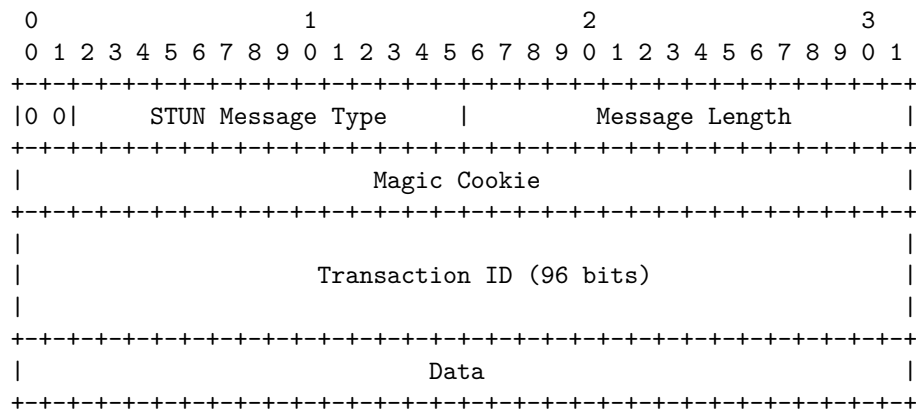 0                   1                   2                   3
0 1 2 3 4 5 6 7 8 9 0 1 2 3 4 5 6 7 8 9 0 1 2 3 4 5 6 7 8 9 0 1
+-+-+-+-+-+-+-+-+-+-+-+-+-+-+-+-+-+-+-+-+-+-+-+-+-+-+-+-+-+-+-+-+
|0 0|     STUN Message Type     |         Message Length        |
+-+-+-+-+-+-+-+-+-+-+-+-+-+-+-+-+-+-+-+-+-+-+-+-+-+-+-+-+-+-+-+-+
|                         Magic Cookie                          |
+-+-+-+-+-+-+-+-+-+-+-+-+-+-+-+-+-+-+-+-+-+-+-+-+-+-+-+-+-+-+-+-+
|                                                               |
|                     Transaction ID (96 bits)                  |
|                                                               |
+-+-+-+-+-+-+-+-+-+-+-+-+-+-+-+-+-+-+-+-+-+-+-+-+-+-+-+-+-+-+-+-+
|                             Data                              |
+-+-+-+-+-+-+-+-+-+-+-+-+-+-+-+-+-+-+-+-+-+-+-+-+-+-+-+-+-+-+-+-+